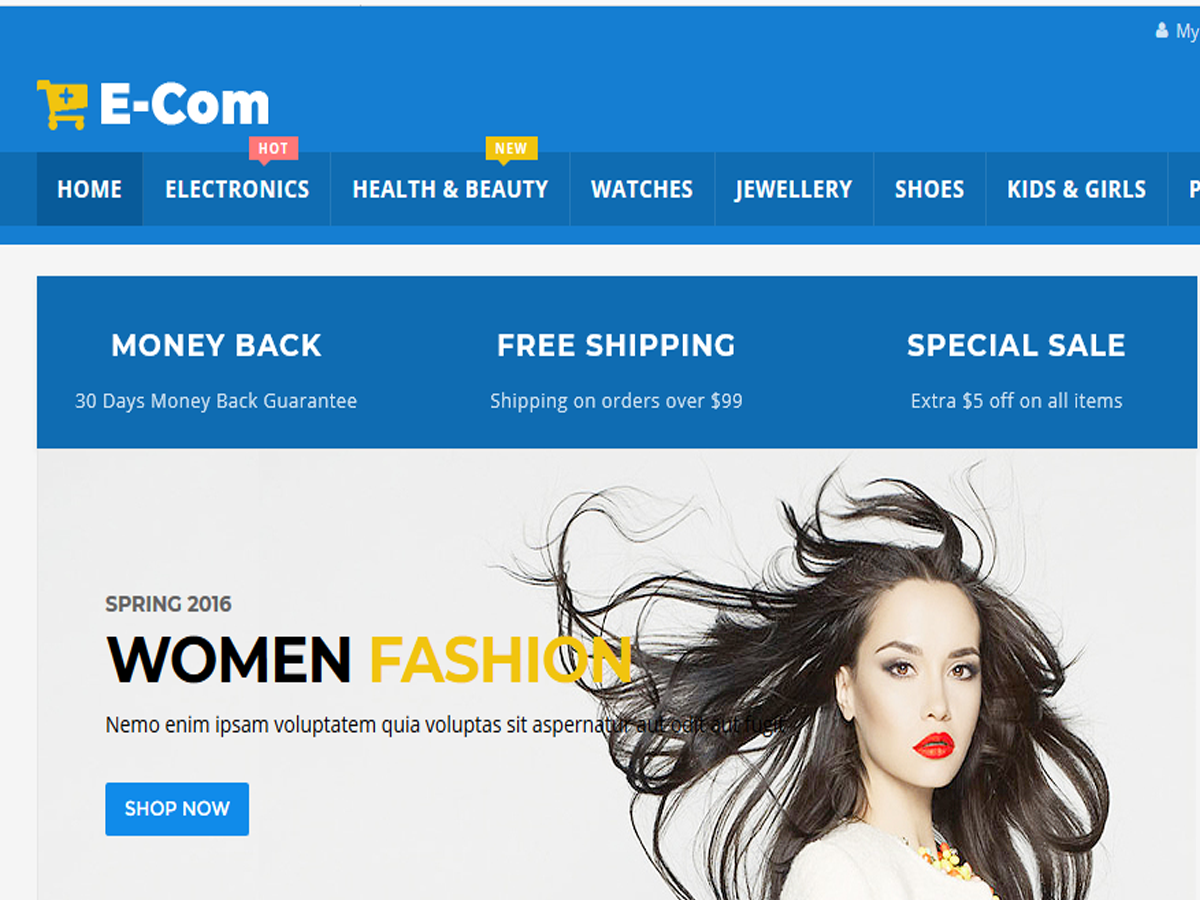 My
E-Com
HOT
NEW
HOME ELECTRONICS HEALTH & BEAUTY WATCHES JEWELLERY SHOES KIDS & GIRLS P
MONEY BACK FREE SHIPPING SPECIAL SALE
30 Days Money Back Guarantee Shipping on orders over $99 Extra $5 off on all items
SPRING 2016
WOMEN FASHION
Nemo enim ipsam voluptatem quia voluptas sit aspernatur aut odit aut fugit
SHOP NOW